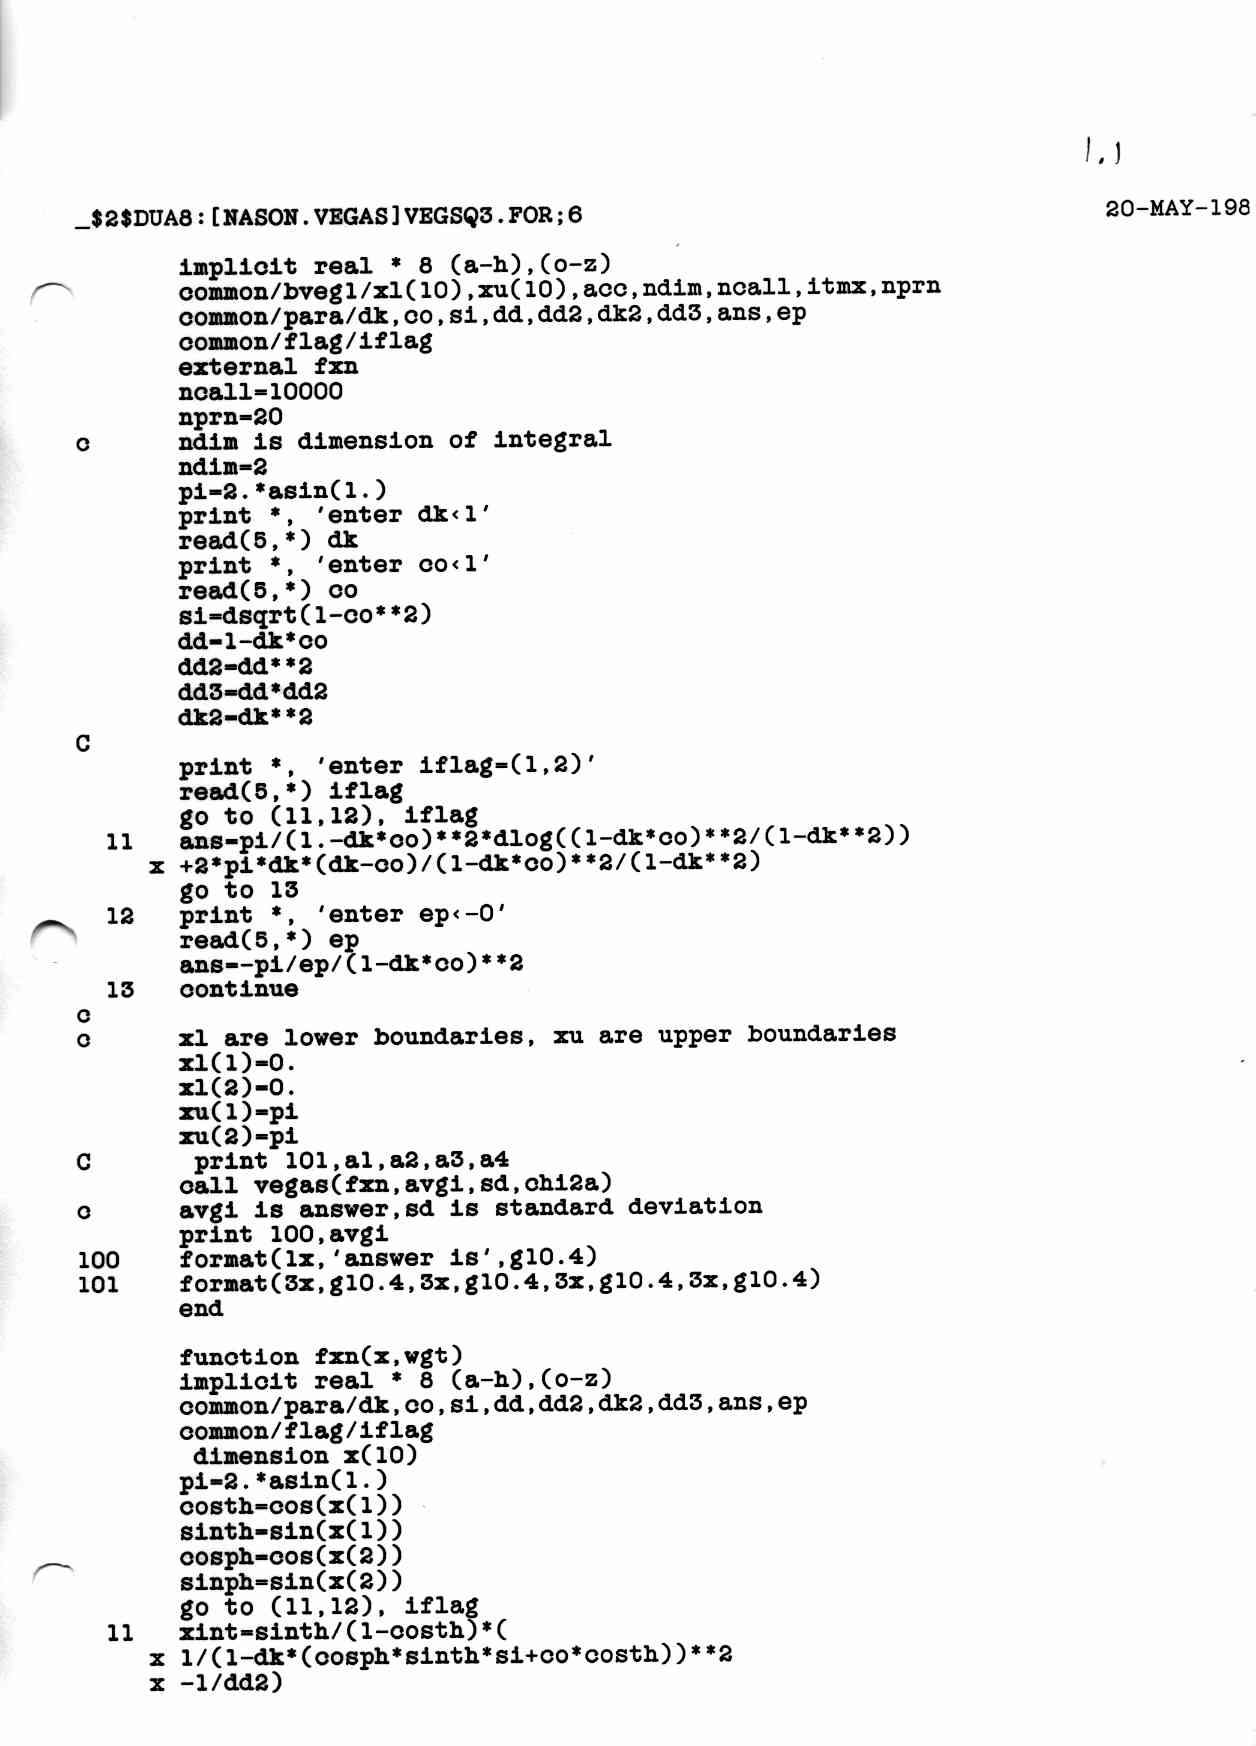 1.1
_$2$DUA8:[NASON.VEGAS]VEGSQ3.FOR;6 20-MAY-198
implicit real * 8 (a-h),(o-z)
common/bveg1/xl(10),xu(10),acc,ndim,ncall,itmx,nprn
common/para/dk,co,si,dd,dd2,dk2,dd3,ans,ep
common/flag/iflag
external fxn
ncall=10000
nprn=20
c ndim is dimension of integral
ndim=2
pi=2.*asin(1.)
print *, 'enter dk<1'
read(5,*) dk
print *, 'enter co<1'
read(5,*) co
si=dsqrt(1-co**2)
dd=1-dk*co
dd2=dd**2
dd3=dd*dd2
dk2=dk**2
C
print *, 'enter iflag=(1,2)'
read(5,*) iflag
go to (11,12), iflag
11 ans=pi/(1.-dk*co)**2*dlog((1-dk*co)**2/(1-dk**2))
x +2*pi*dk*(dk-co)/(1-dk*co)**2/(1-dk**2)
go to 13
12 print *, 'enter ep<-0'
read(5,*) ep
ans=-pi/ep/(1-dk*co)**2
13 continue
c
c xl are lower boundaries, xu are upper boundaries
xl(1)=0.
xl(2)=0.
xu(1)=pi
xu(2)=pi
C print 101,a1,a2,a3,a4
call vegas(fxn,avgi,sd,chi2a)
c avgi is answer,sd is standard deviation
print 100,avgi
100 format(1x,'answer is',g10.4)
101 format(3x,g10.4,3x,g10.4,3x,g10.4,3x,g10.4)
end
function fxn(x,wgt)
implicit real * 8 (a-h),(o-z)
common/para/dk,co,si,dd,dd2,dk2,dd3,ans,ep
common/flag/iflag
dimension x(10)
pi=2.*asin(1.)
costh=cos(x(1))
sinth=sin(x(1))
cosph=cos(x(2))
sinph=sin(x(2))
go to (11,12), iflag
11 xint=sinth/(1-costh)*(
x 1/(1-dk*(cosph*sinth*si+co*costh))**2
x -1/dd2)